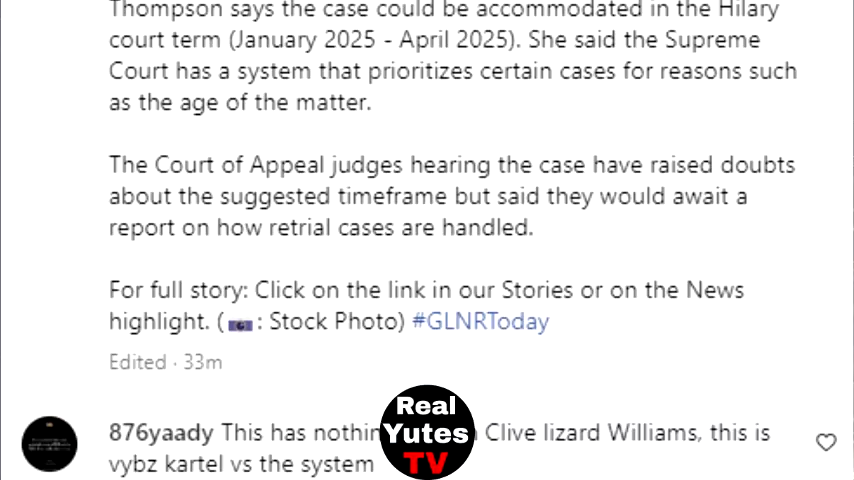 Thompson says the case could be accommodated in the Hilary
court term (January 2025 - April 2025). She said the Supreme
Court has a system that prioritizes certain cases for reasons such
as the age of the matter.
The Court of Appeal judges hearing the case have raised doubts
about the suggested timeframe but said they would await a
report on how retrial cases are handled.
For full story: Click on the link in our Stories or on the News
highlight. (📷: Stock Photo) #GLNRToday
Edited · 33m
876yaady This has Clive lizard Williams, this is
vybz kartel vs the system
Real
Yutes
TV